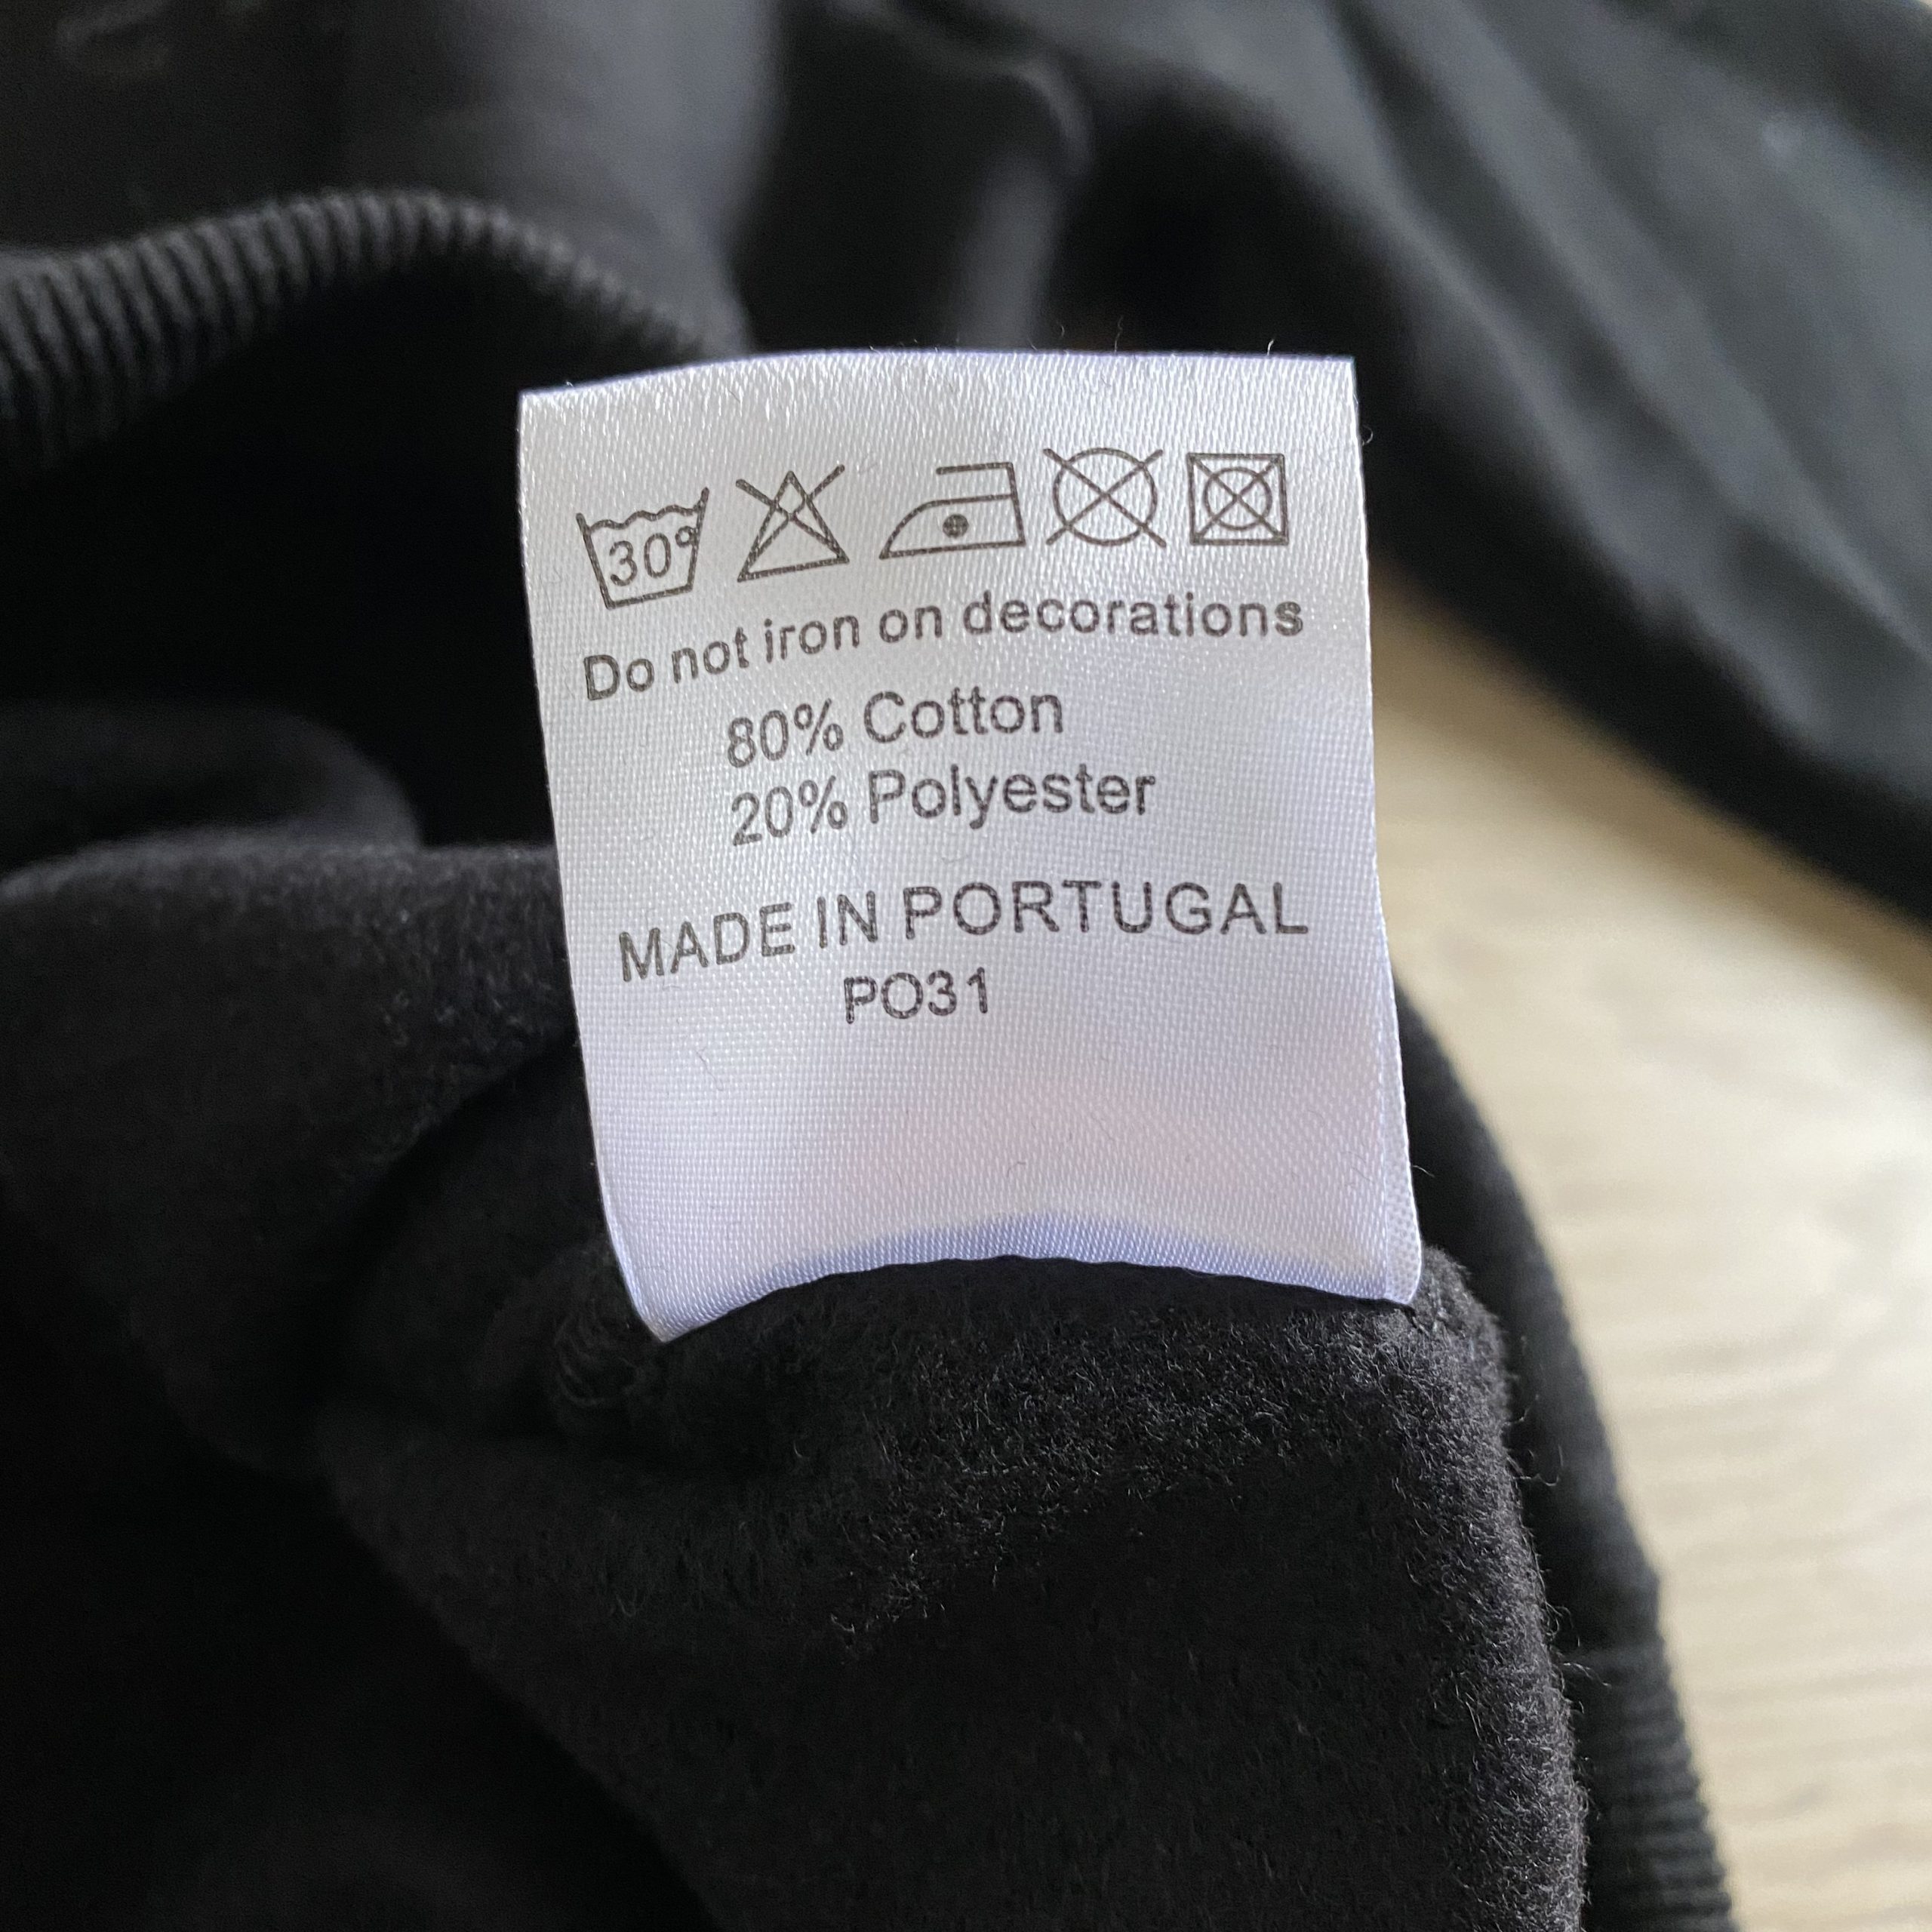 30°
Do not iron on decorations
80% Cotton
20% Polyester
MADE IN PORTUGAL
PO31